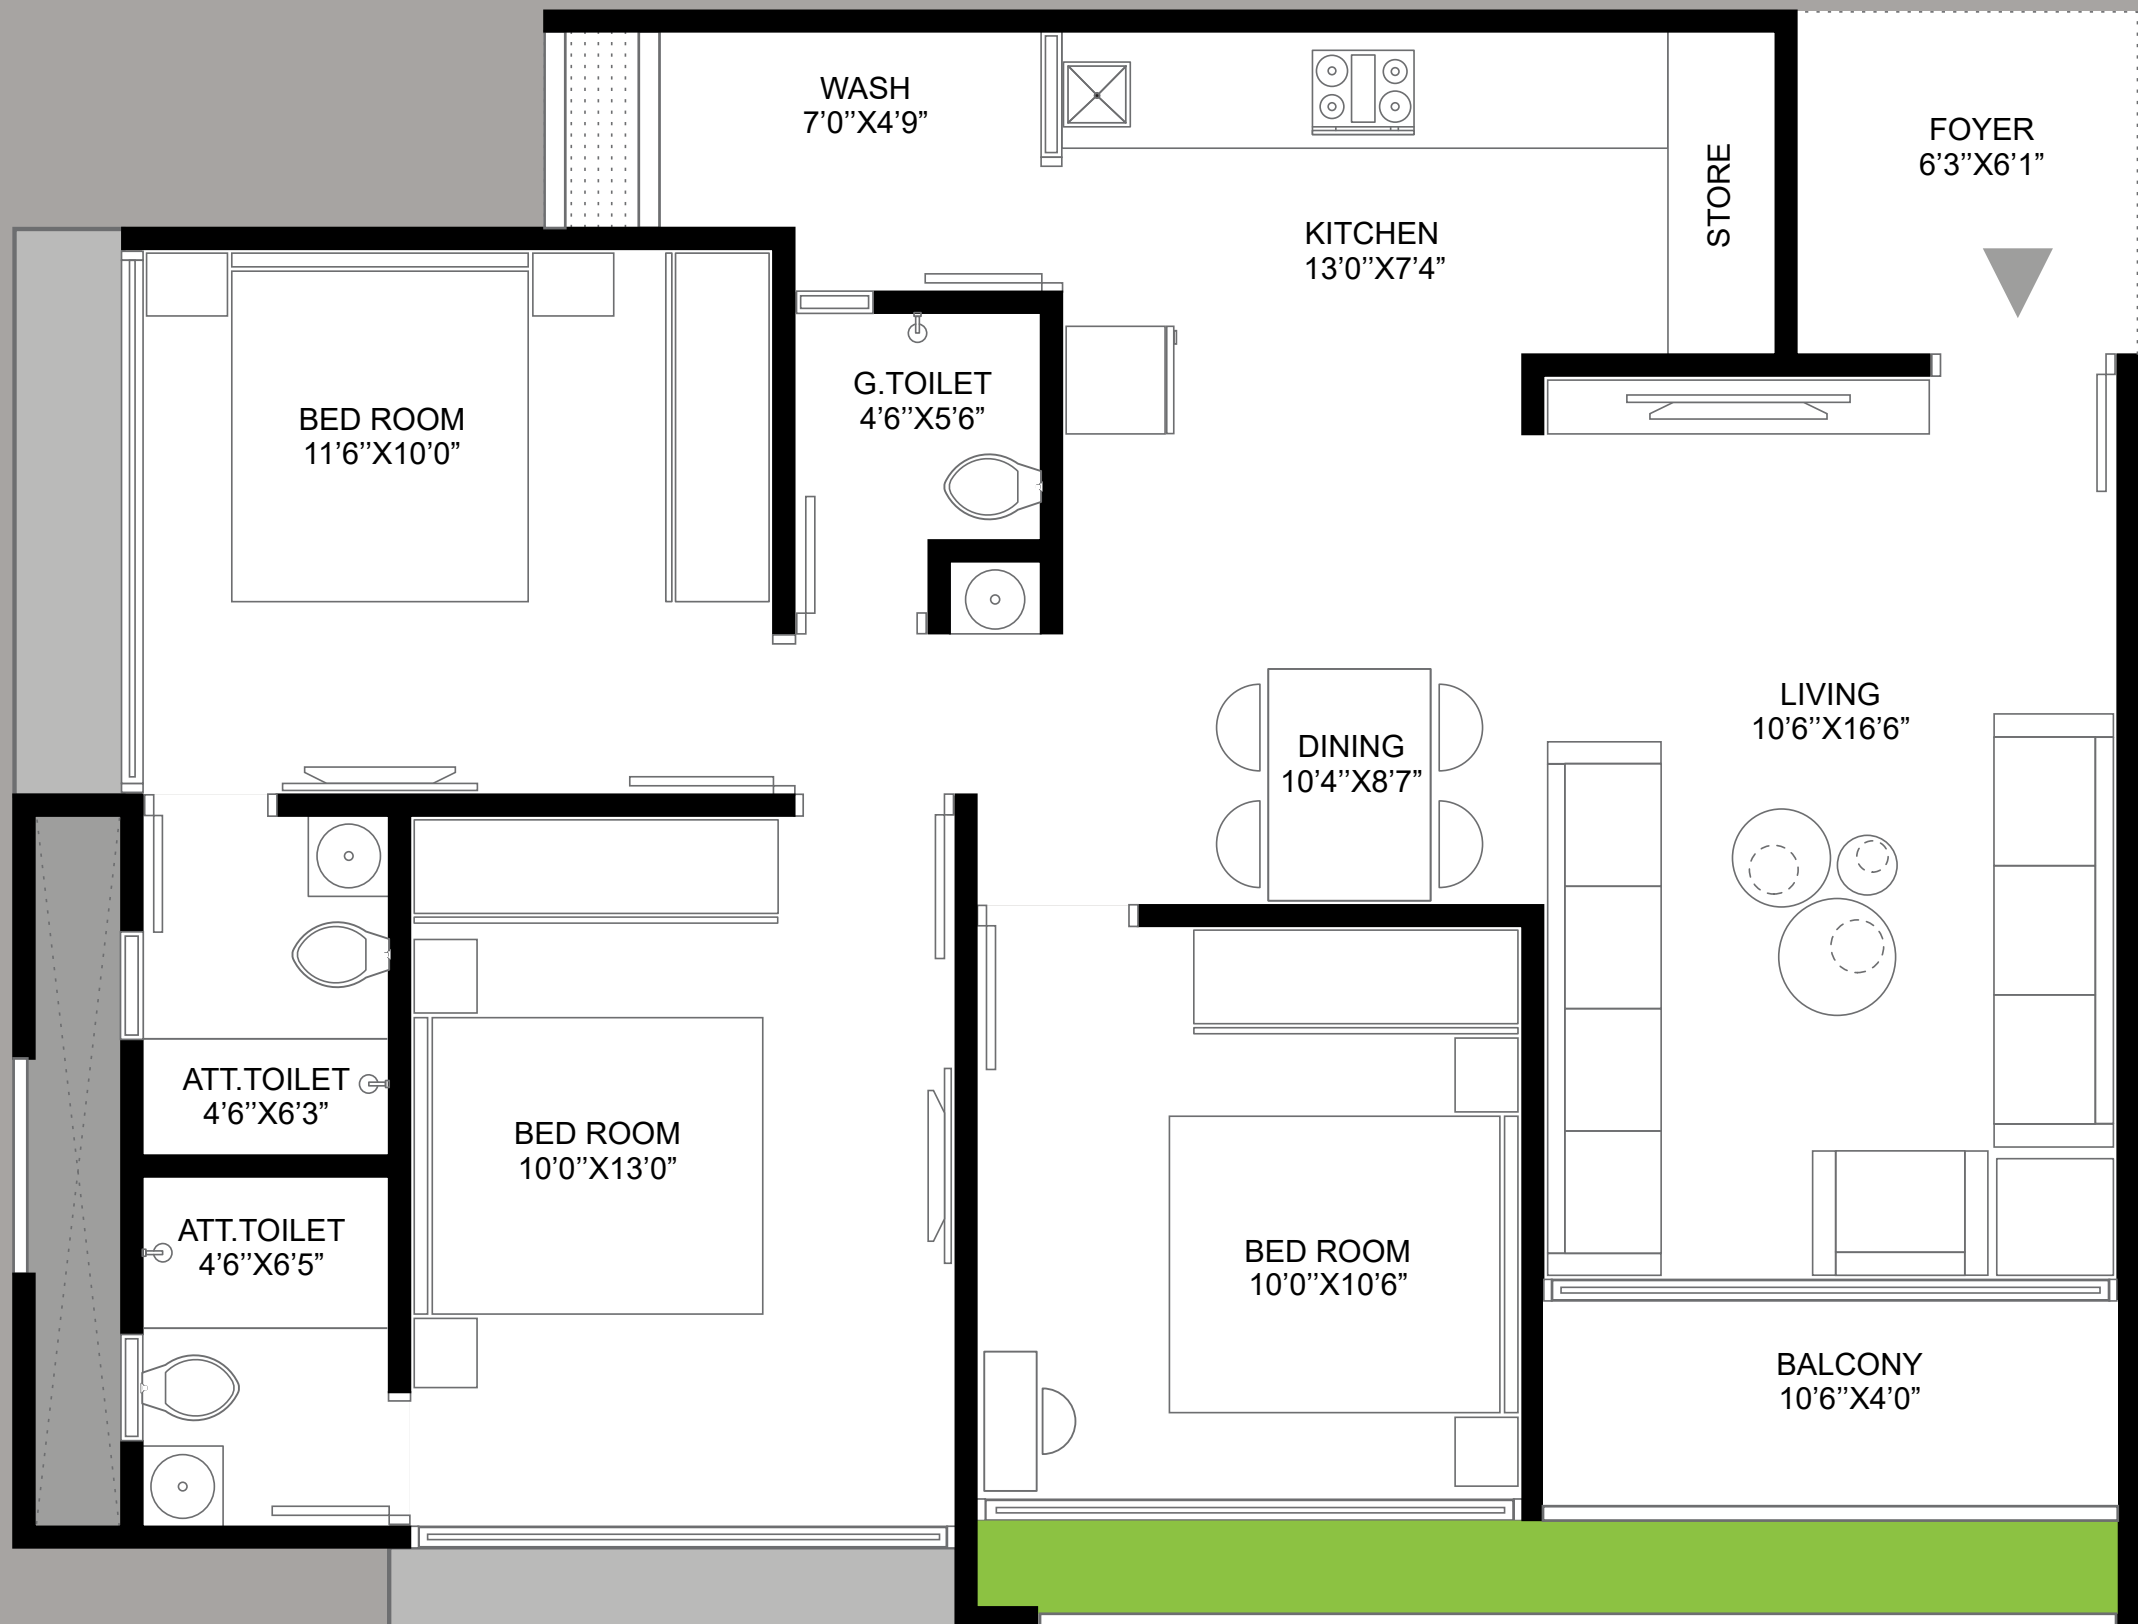 WASH
7’0’’X4’9”
FOYER
6’3’’X6’1”
STORE
KITCHEN
13’0’’X7’4”
G.TOILET
4’6’’X5’6”
BED ROOM
11’6’’X10’0”
LIVING
10’6’’X16’6”
DINING
10’4’’X8’7”
ATT.TOILET
4’6’’X6’3”
BED ROOM
10’0’’X13’0”
ATT.TOILET
4’6’’X6’5”
BED ROOM
10’0’’X10’6”
BALCONY
10’6’’X4’0”